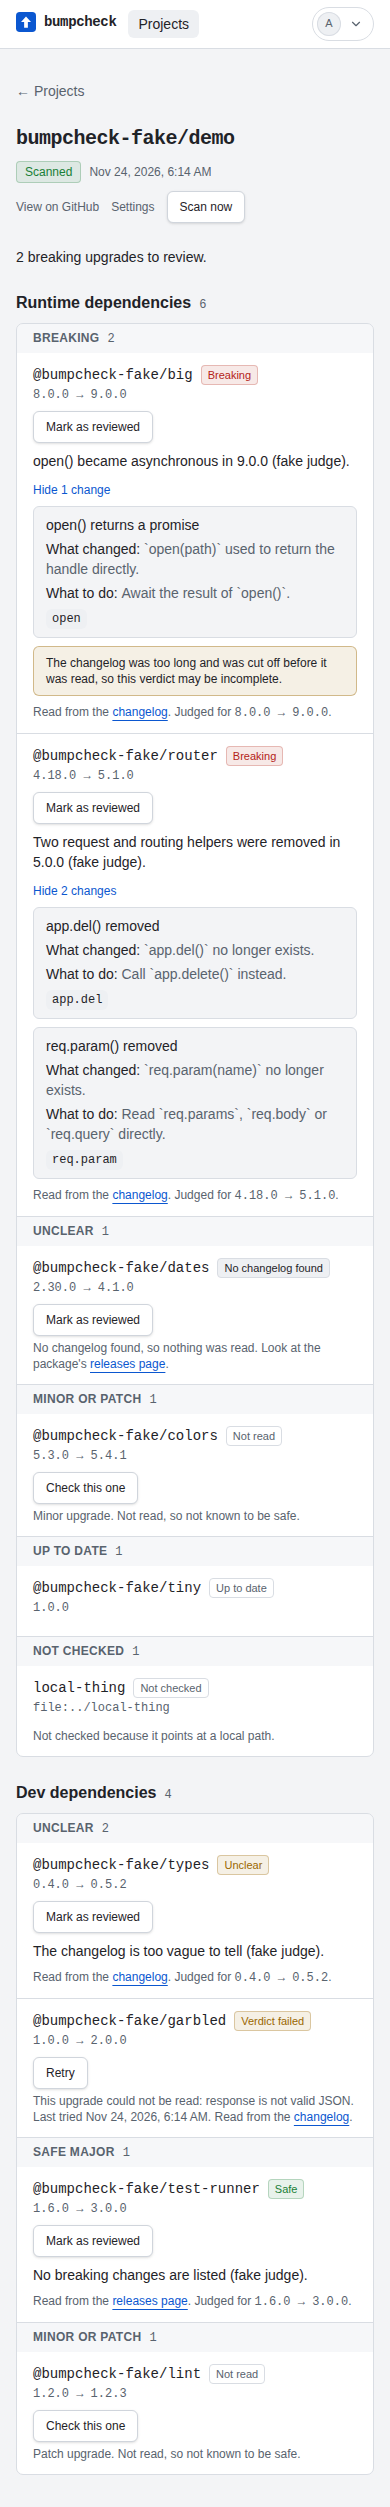 bumpcheck Projects A
← Projects
bumpcheck-fake/demo
Scanned Nov 24, 2026, 6:14 AM
View on GitHub Settings Scan now
2 breaking upgrades to review.
Runtime dependencies 6
BREAKING 2
@bumpcheck-fake/big Breaking
8.0.0 → 9.0.0
Mark as reviewed
open() became asynchronous in 9.0.0 (fake judge).
Hide 1 change
open() returns a promise
What changed: `open(path)` used to return the
handle directly.
What to do: Await the result of `open()`.
open
The changelog was too long and was cut off before it
was read, so this verdict may be incomplete.
Read from the changelog. Judged for 8.0.0 → 9.0.0.
@bumpcheck-fake/router Breaking
4.18.0 → 5.1.0
Mark as reviewed
Two request and routing helpers were removed in
5.0.0 (fake judge).
Hide 2 changes
app.del() removed
What changed: `app.del()` no longer exists.
What to do: Call `app.delete()` instead.
app.del
req.param() removed
What changed: `req.param(name)` no longer
exists.
What to do: Read `req.params`, `req.body` or
`req.query` directly.
req.param
Read from the changelog. Judged for 4.18.0 → 5.1.0.
UNCLEAR 1
@bumpcheck-fake/dates No changelog found
2.30.0 → 4.1.0
Mark as reviewed
No changelog found, so nothing was read. Look at the
package's releases page.
MINOR OR PATCH 1
@bumpcheck-fake/colors Not read
5.3.0 → 5.4.1
Check this one
Minor upgrade. Not read, so not known to be safe.
UP TO DATE 1
@bumpcheck-fake/tiny Up to date
1.0.0
NOT CHECKED 1
local-thing Not checked
file:../local-thing
Not checked because it points at a local path.
Dev dependencies 4
UNCLEAR 2
@bumpcheck-fake/types Unclear
0.4.0 → 0.5.2
Mark as reviewed
The changelog is too vague to tell (fake judge).
Read from the changelog. Judged for 0.4.0 → 0.5.2.
@bumpcheck-fake/garbled Verdict failed
1.0.0 → 2.0.0
Retry
This upgrade could not be read: response is not valid JSON.
Last tried Nov 24, 2026, 6:14 AM. Read from the changelog.
SAFE MAJOR 1
@bumpcheck-fake/test-runner Safe
1.6.0 → 3.0.0
Mark as reviewed
No breaking changes are listed (fake judge).
Read from the releases page. Judged for 1.6.0 → 3.0.0.
MINOR OR PATCH 1
@bumpcheck-fake/lint Not read
1.2.0 → 1.2.3
Check this one
Patch upgrade. Not read, so not known to be safe.